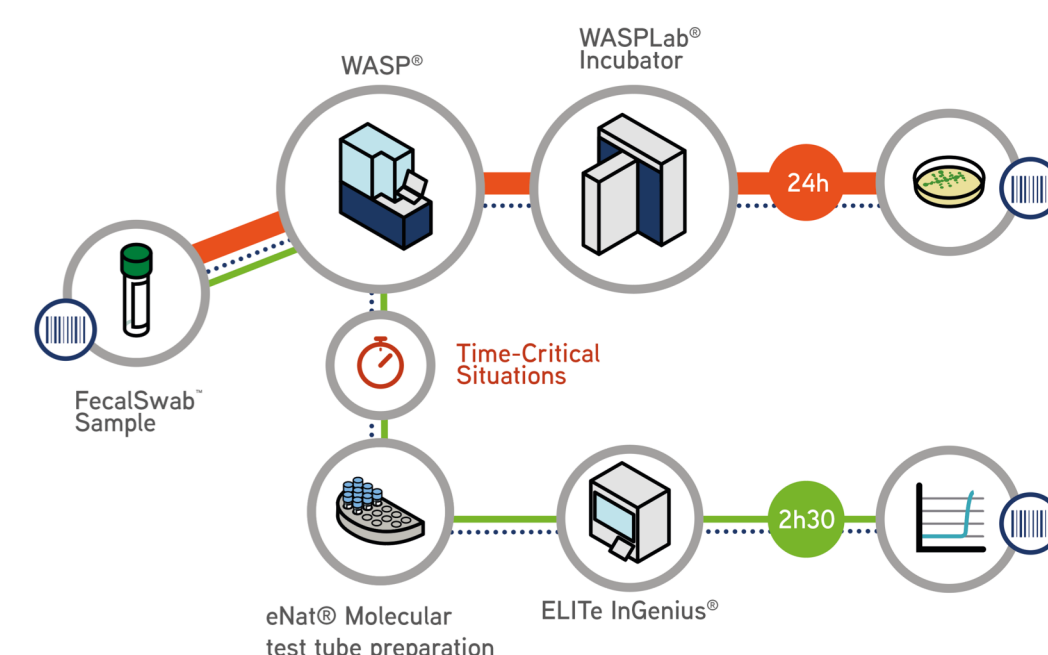 WASPLab®
Incubator
WASP®
24h
Time-Critical
Situations
FecalSwab™
Sample
2h30
ELITe InGenius®
eNat® Molecular
test tube preparation